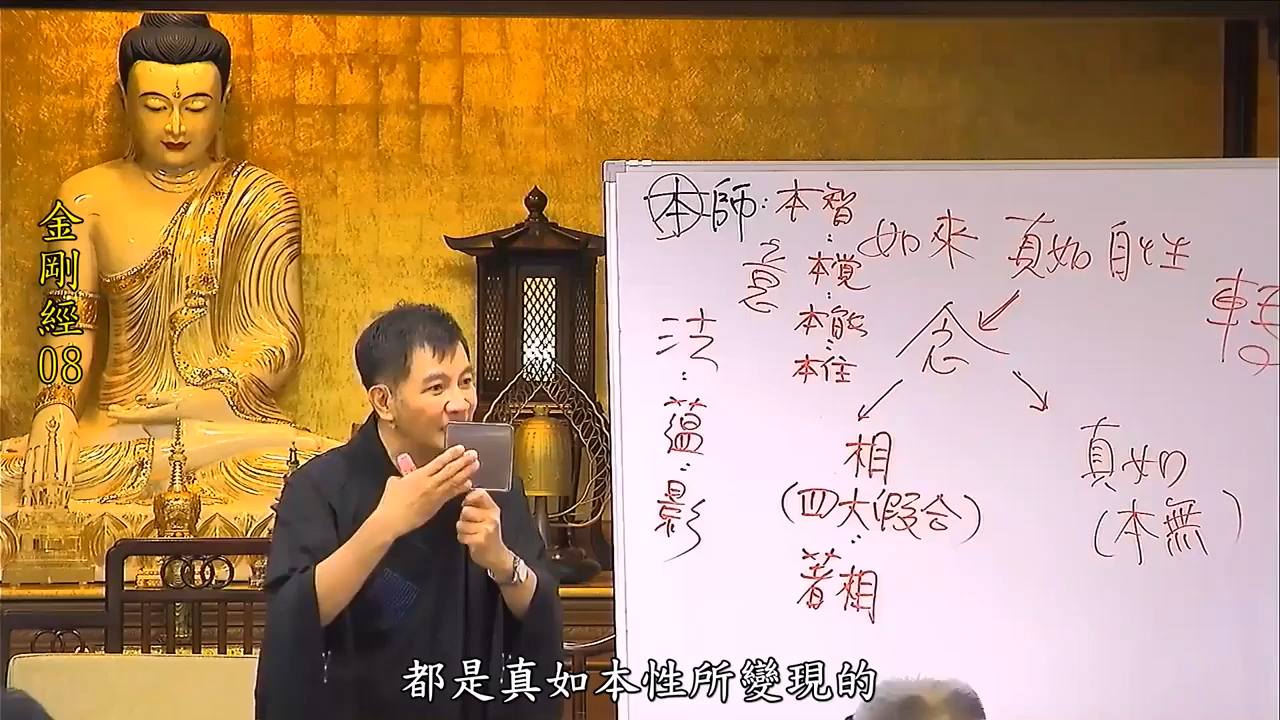 金剛經08
本師:本智
如來
真如自性
意
本覚
本能
本住
念
法
蘊
影
相
(四大假合)
著相
真如
(本無)
都是真如本性所變現的